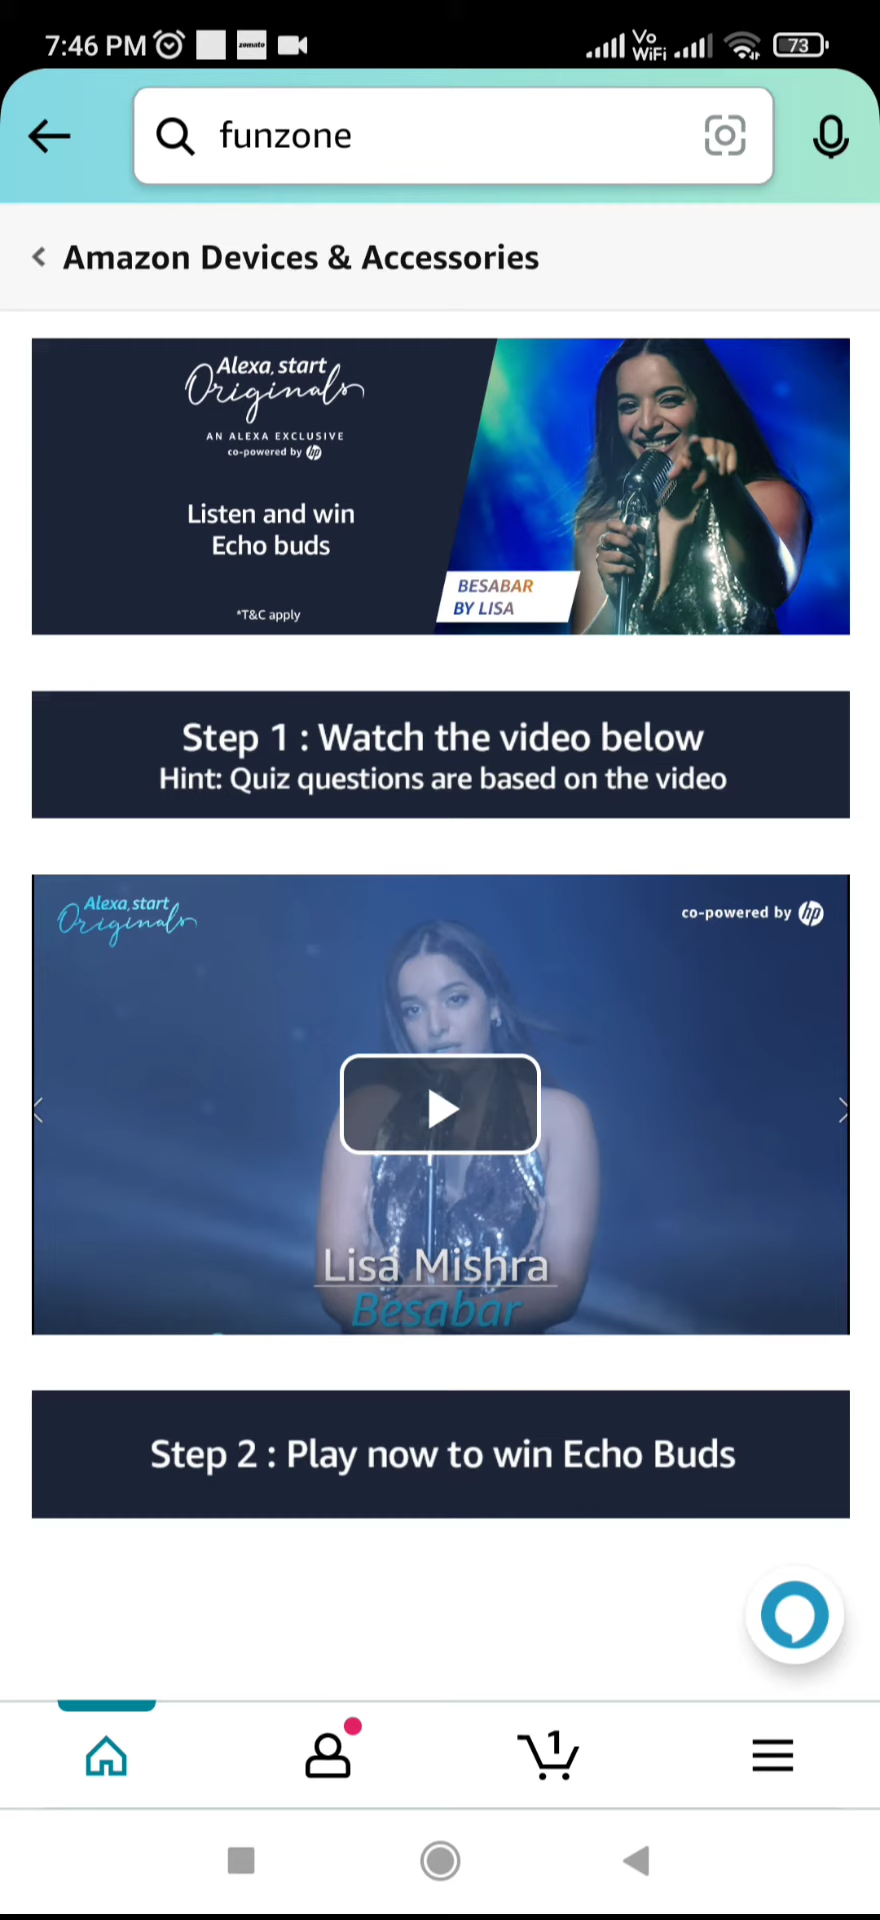 7:46 PM
zomato
Vo
WiFi
73
funzone
Amazon Devices & Accessories
Alexa, start
Originals
AN ALEXA EXCLUSIVE
co-powered by hp
Listen and win
Echo buds
*T&C apply
BESABAR
BY LISA
Step 1 : Watch the video below
Hint: Quiz questions are based on the video
Alexa, start
Originals
co-powered by hp
Lisa Mishra
Besabar
Step 2 : Play now to win Echo Buds
1